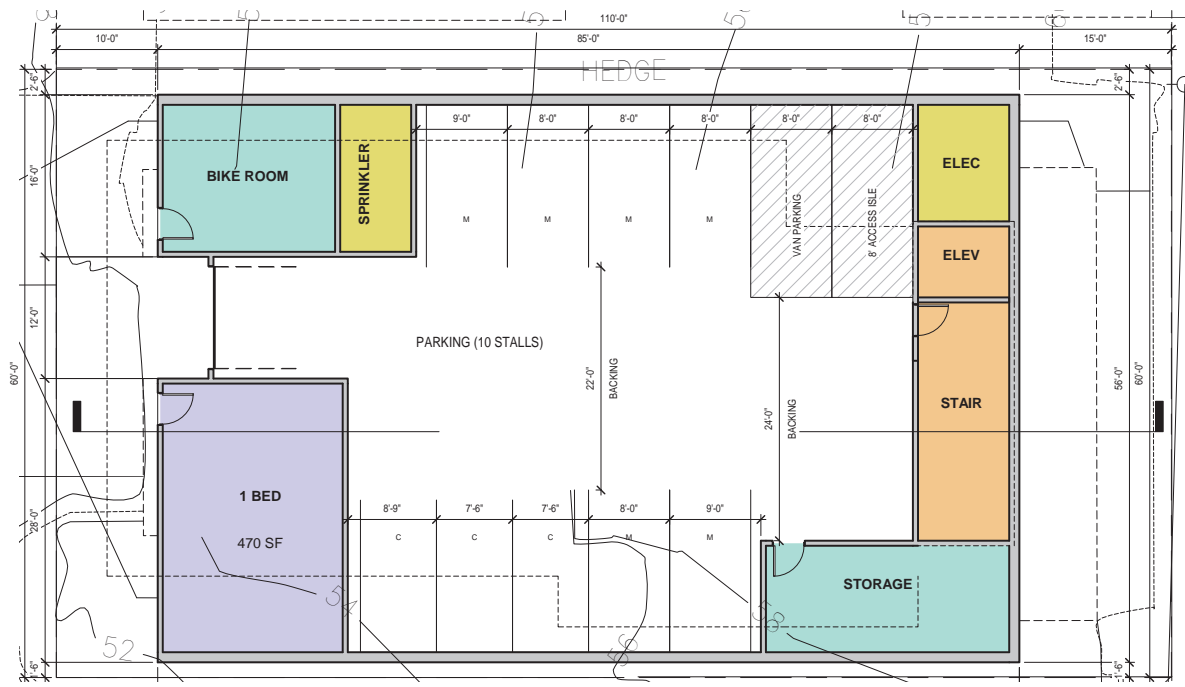 110'-0"
10'-0"
85'-0"
15'-0"
HEDGE
2'-6"
2'-6"
9'-0"
8'-0"
8'-0"
8'-0"
8'-0"
8'-0"
16'-0"
BIKE ROOM
SPRINKLER
ELEC
M
M
M
M
VAN PARKING
8' ACCESS ISLE
ELEV
12'-0"
PARKING (10 STALLS)
22'-0"
BACKING
60'-0"
56'-0"
60'-0"
24'-0"
BACKING
STAIR
1 BED
470 SF
28'-0"
8'-9"
7'-6"
7'-6"
8'-0"
9'-0"
C
C
C
M
M
STORAGE
54
58
52
56
1'-6"
1'-6"